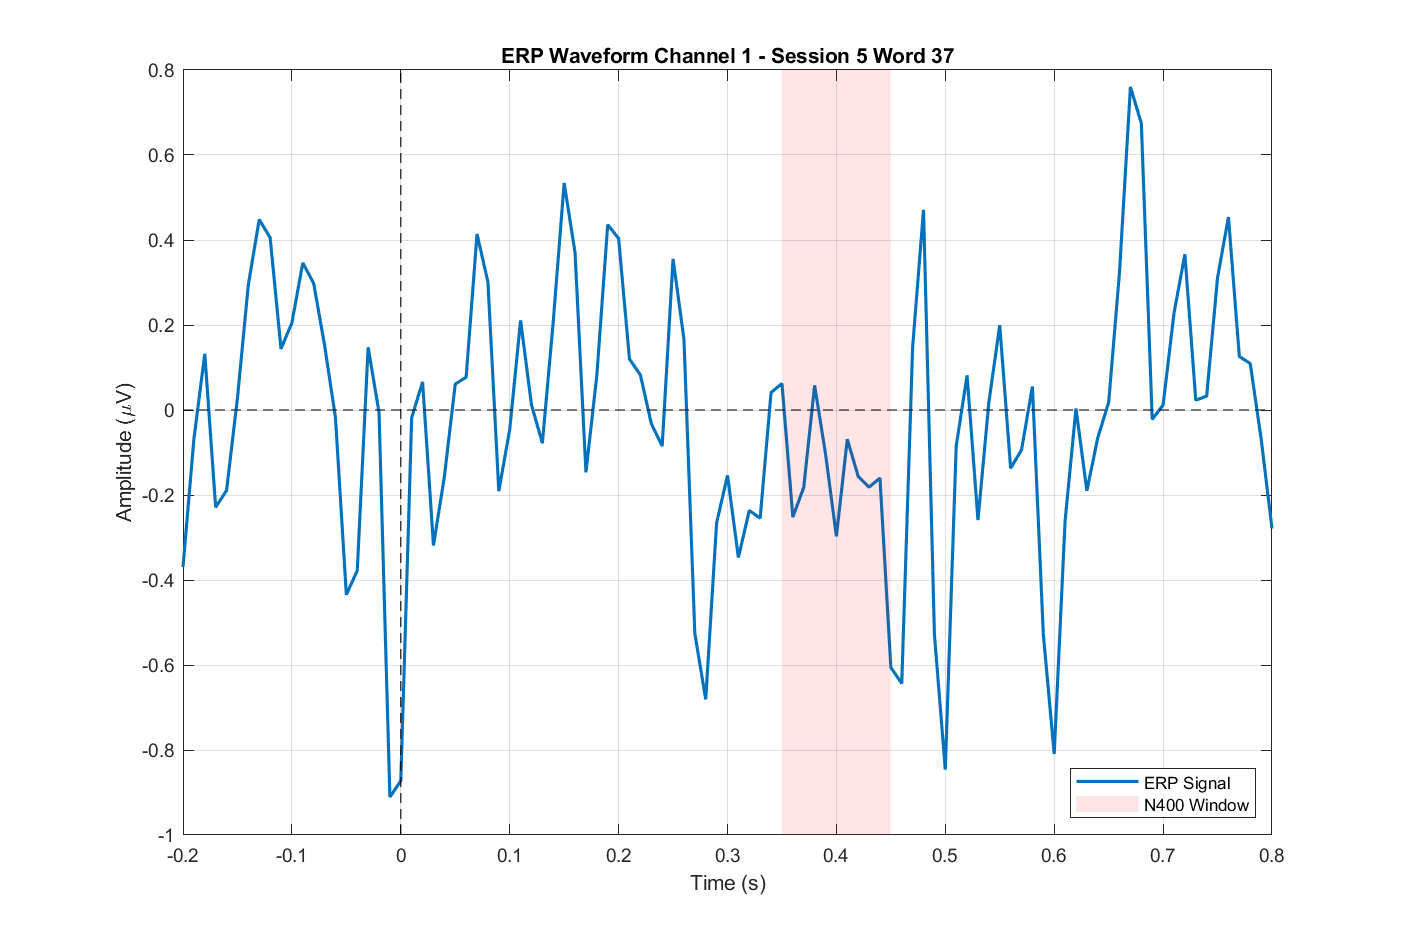 ERP Waveform Channel 1 - Session 5 Word 37
0.8
0.6
0.4
0.2
0
-0.2
-0.4
-0.6
-0.8
-1
Amplitude (μV)
-0.2 -0.1 0 0.1 0.2 0.3 0.4 0.5 0.6 0.7 0.8
Time (s)
ERP Signal
N400 Window